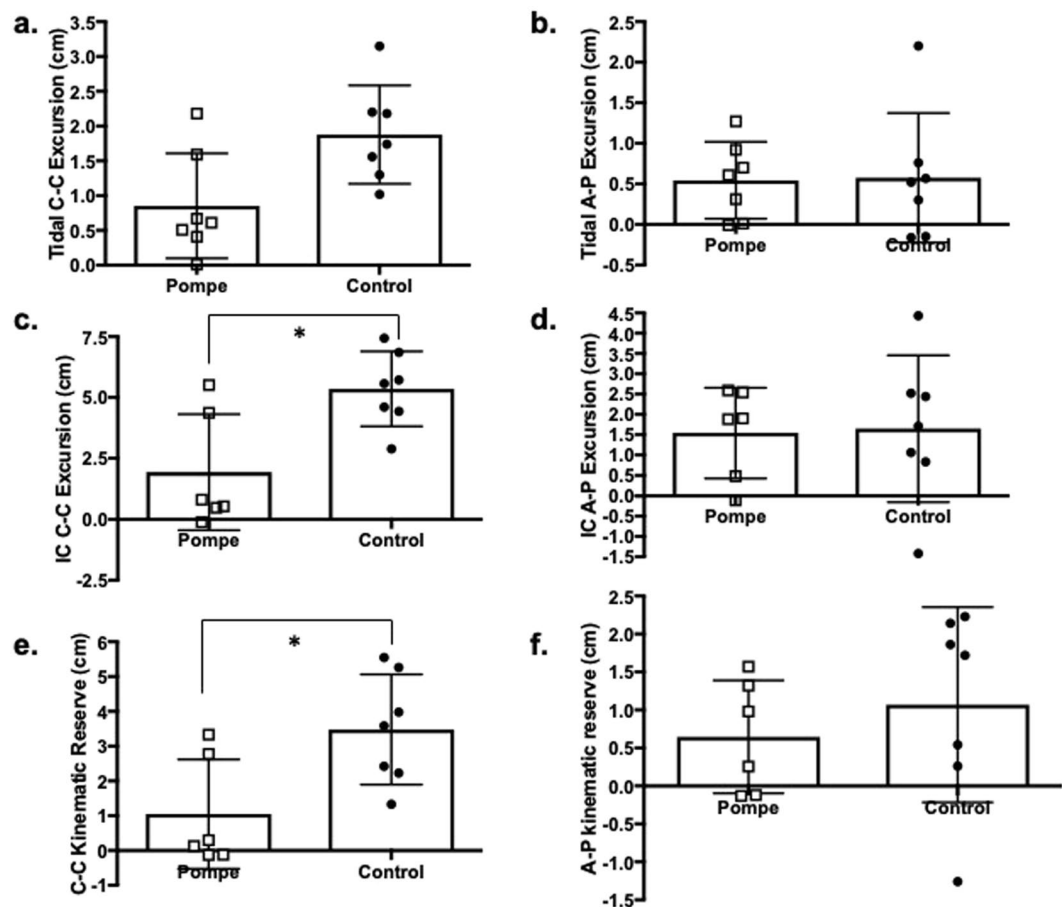 a.
Tidal C-C Excursion (cm)
3.5
3.0
2.5
2.0
1.5
1.0
0.5
0.0
Pompe Control
b.
Tidal A-P Excursion (cm)
2.5
2.0
1.5
1.0
0.5
0.0
-0.5
Pompe Control
c.
IC C-C Excursion (cm)
7.5
5.0
2.5
0.0
-2.5
*
Pompe Control
d.
IC A-P Excursion (cm)
4.5
4.0
3.5
3.0
2.5
2.0
1.5
1.0
0.5
0.0
-0.5
-1.0
-1.5
Pompe Control
e.
C-C Kinematic Reserve (cm)
6
5
4
3
2
1
0
-1
*
Pompe Control
f.
A-P kinematic reserve (cm)
2.5
2.0
1.5
1.0
0.5
0.0
-0.5
-1.0
-1.5
Pompe Control